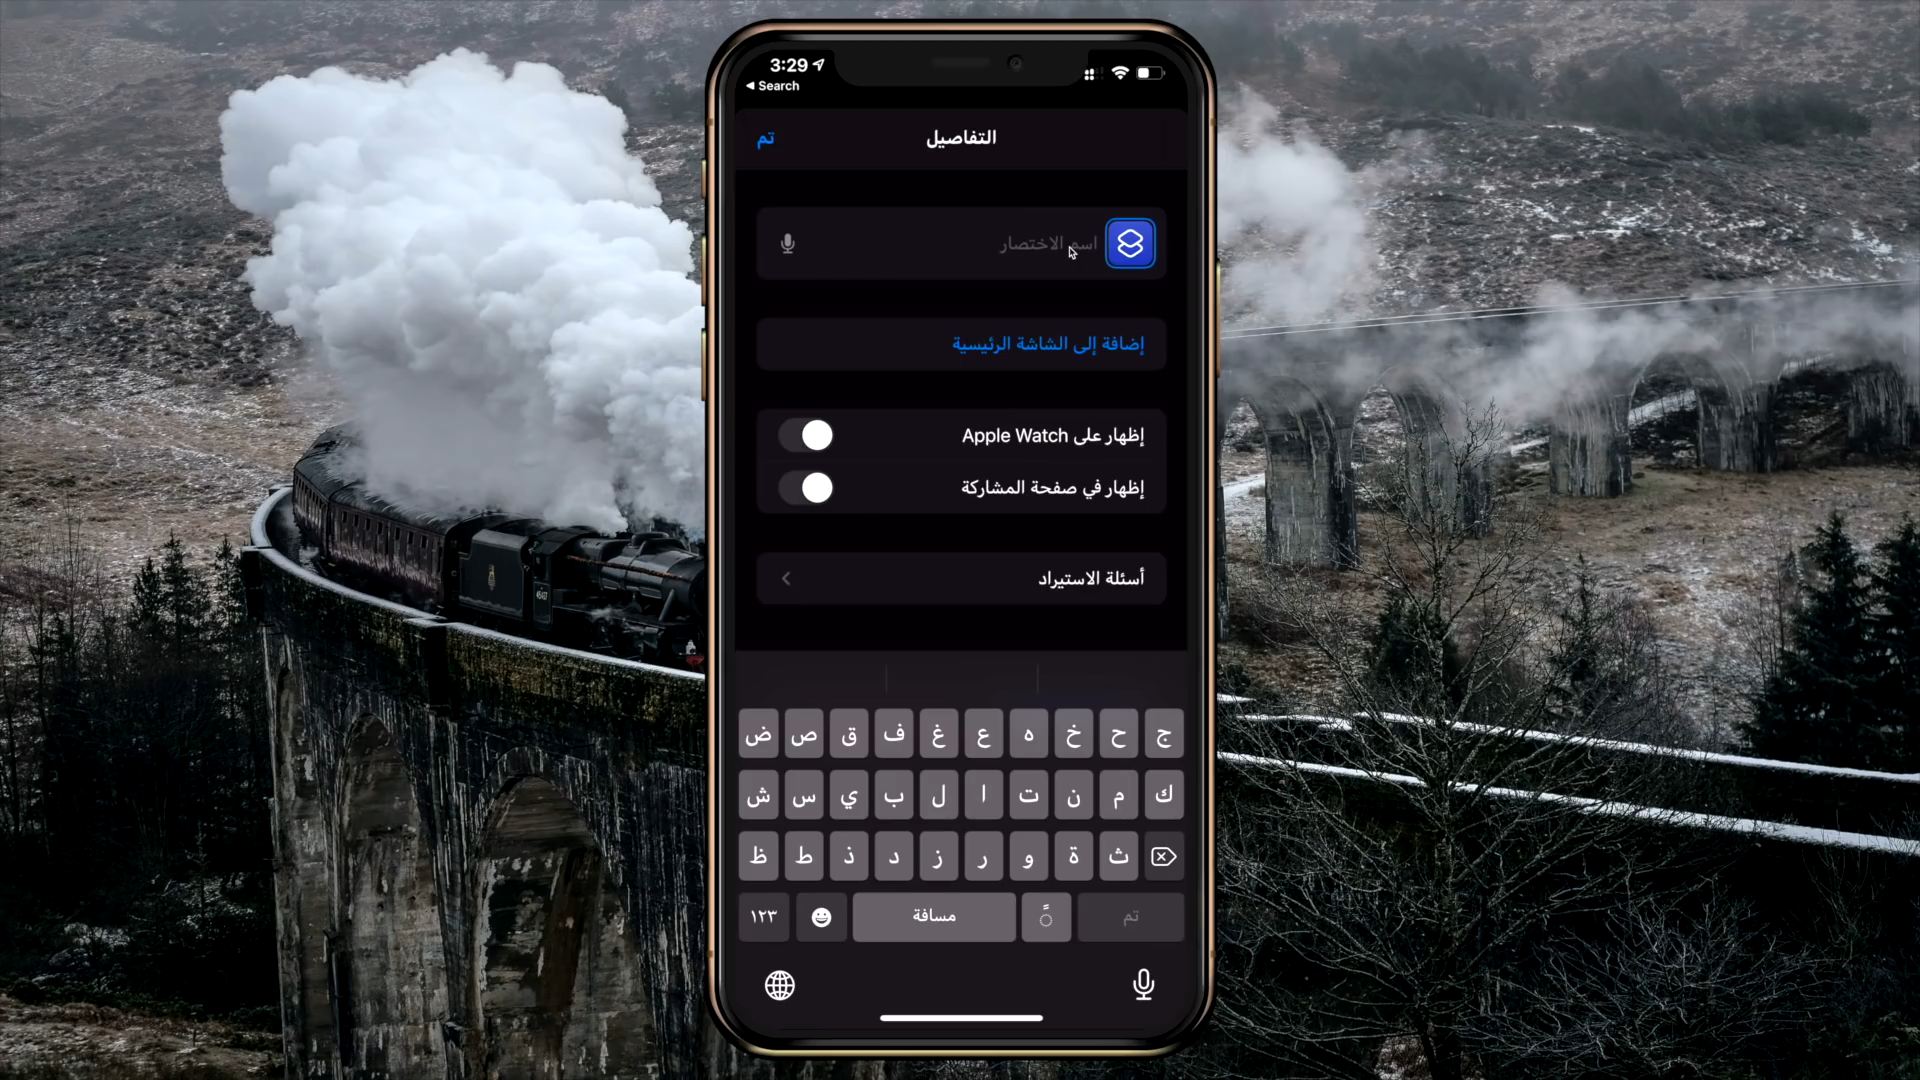 3:29
◀ Search
التفاصيل
تم
اسم الاختصار
إضافة إلى الشاشة الرئيسية
إظهار على Apple Watch
إظهار في صفحة المشاركة
أسئلة الاستيراد
ض ص ق ف غ ع ه خ ح ج
ش س ي ب ل ا ت ن م ك
ظ ط ذ د ز ر و ة ث
١٢٣ مسافة تم